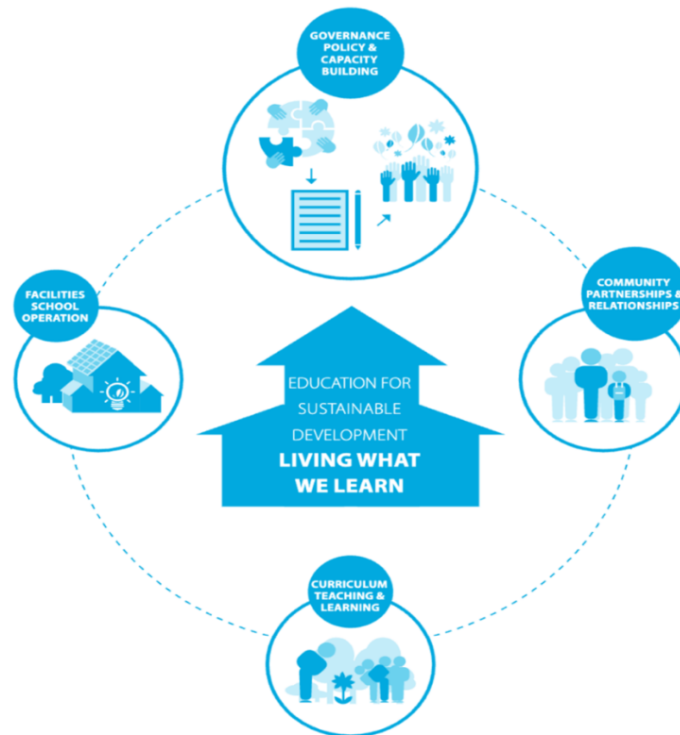 GOVERNANCE
POLICY &
CAPACITY
BUILDING
FACILITIES
SCHOOL
OPERATION
COMMUNITY
PARTNERSHIPS &
RELATIONSHIPS
EDUCATION FOR
SUSTAINABLE
DEVELOPMENT
LIVING WHAT
WE LEARN
CURRICULUM
TEACHING &
LEARNING